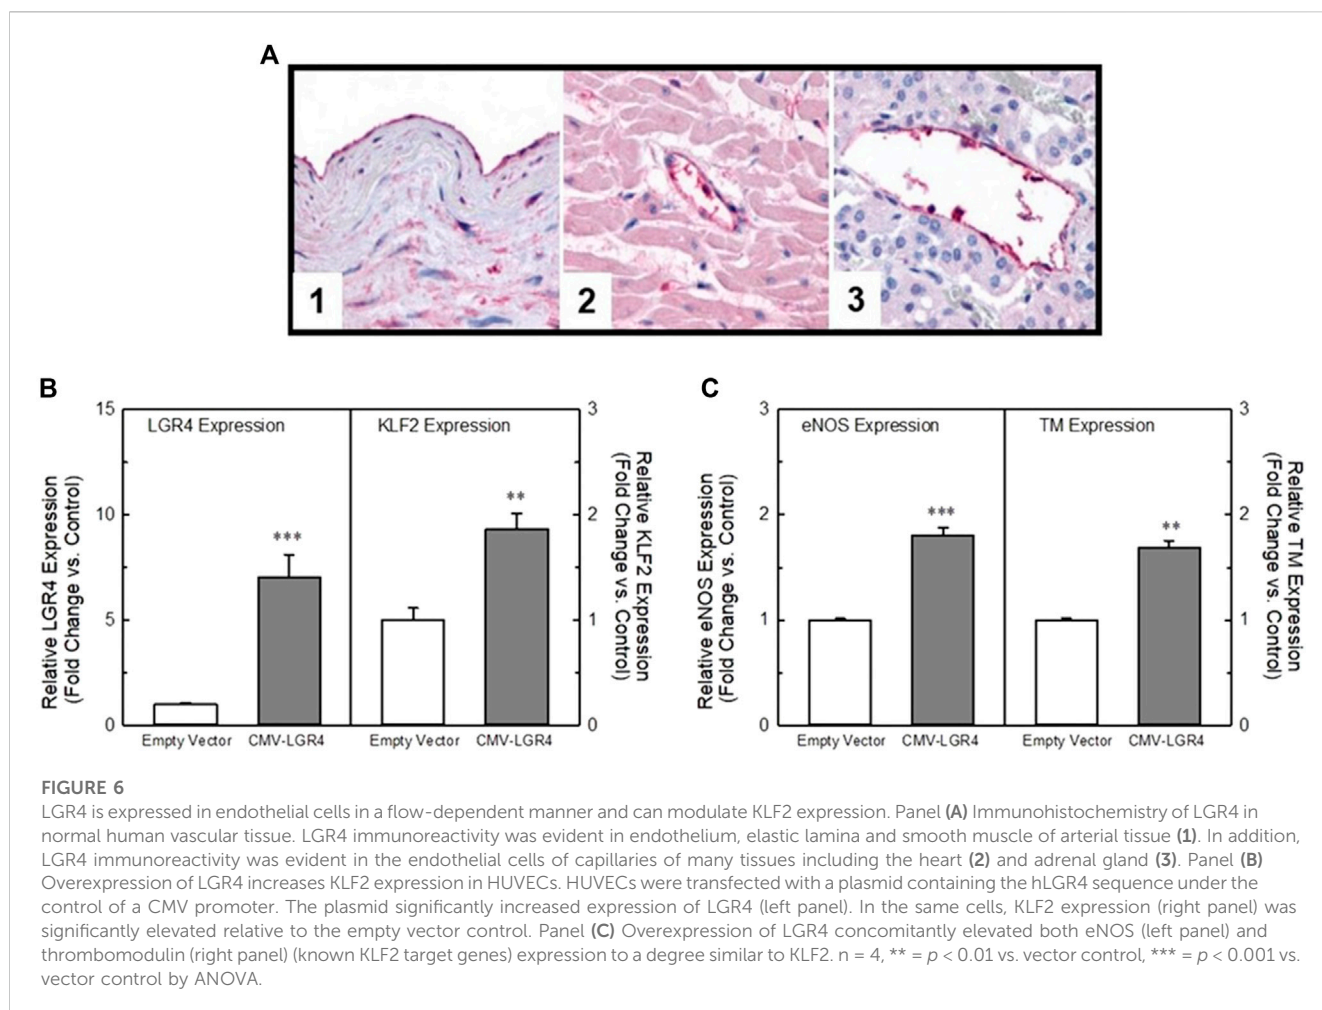 A
1
2
3
B
15
10
5
0
LGR4 Expression
KLF2 Expression
3
2
1
0
***
**
Relative LGR4 Expression
(Fold Change vs. Control)
Relative KLF2 Expression
(Fold Change vs. Control)
Empty Vector CMV-LGR4 Empty Vector CMV-LGR4
C
3
2
1
0
eNOS Expression
TM Expression
3
2
1
0
***
**
Relative eNOS Expression
(Fold Change vs. Control)
Relative TM Expression
(Fold Change vs. Control)
Empty Vector CMV-LGR4 Empty Vector CMV-LGR4
FIGURE 6
LGR4 is expressed in endothelial cells in a flow-dependent manner and can modulate KLF2 expression. Panel (A) Immunohistochemistry of LGR4 in
normal human vascular tissue. LGR4 immunoreactivity was evident in endothelium, elastic lamina and smooth muscle of arterial tissue (1). In addition,
LGR4 immunoreactivity was evident in the endothelial cells of capillaries of many tissues including the heart (2) and adrenal gland (3). Panel (B)
Overexpression of LGR4 increases KLF2 expression in HUVECs. HUVECs were transfected with a plasmid containing the hLGR4 sequence under the
control of a CMV promoter. The plasmid significantly increased expression of LGR4 (left panel). In the same cells, KLF2 expression (right panel) was
significantly elevated relative to the empty vector control. Panel (C) Overexpression of LGR4 concomitantly elevated both eNOS (left panel) and
thrombomodulin (right panel) (known KLF2 target genes) expression to a degree similar to KLF2. n = 4, ** = p < 0.01 vs. vector control, *** = p < 0.001 vs.
vector control by ANOVA.